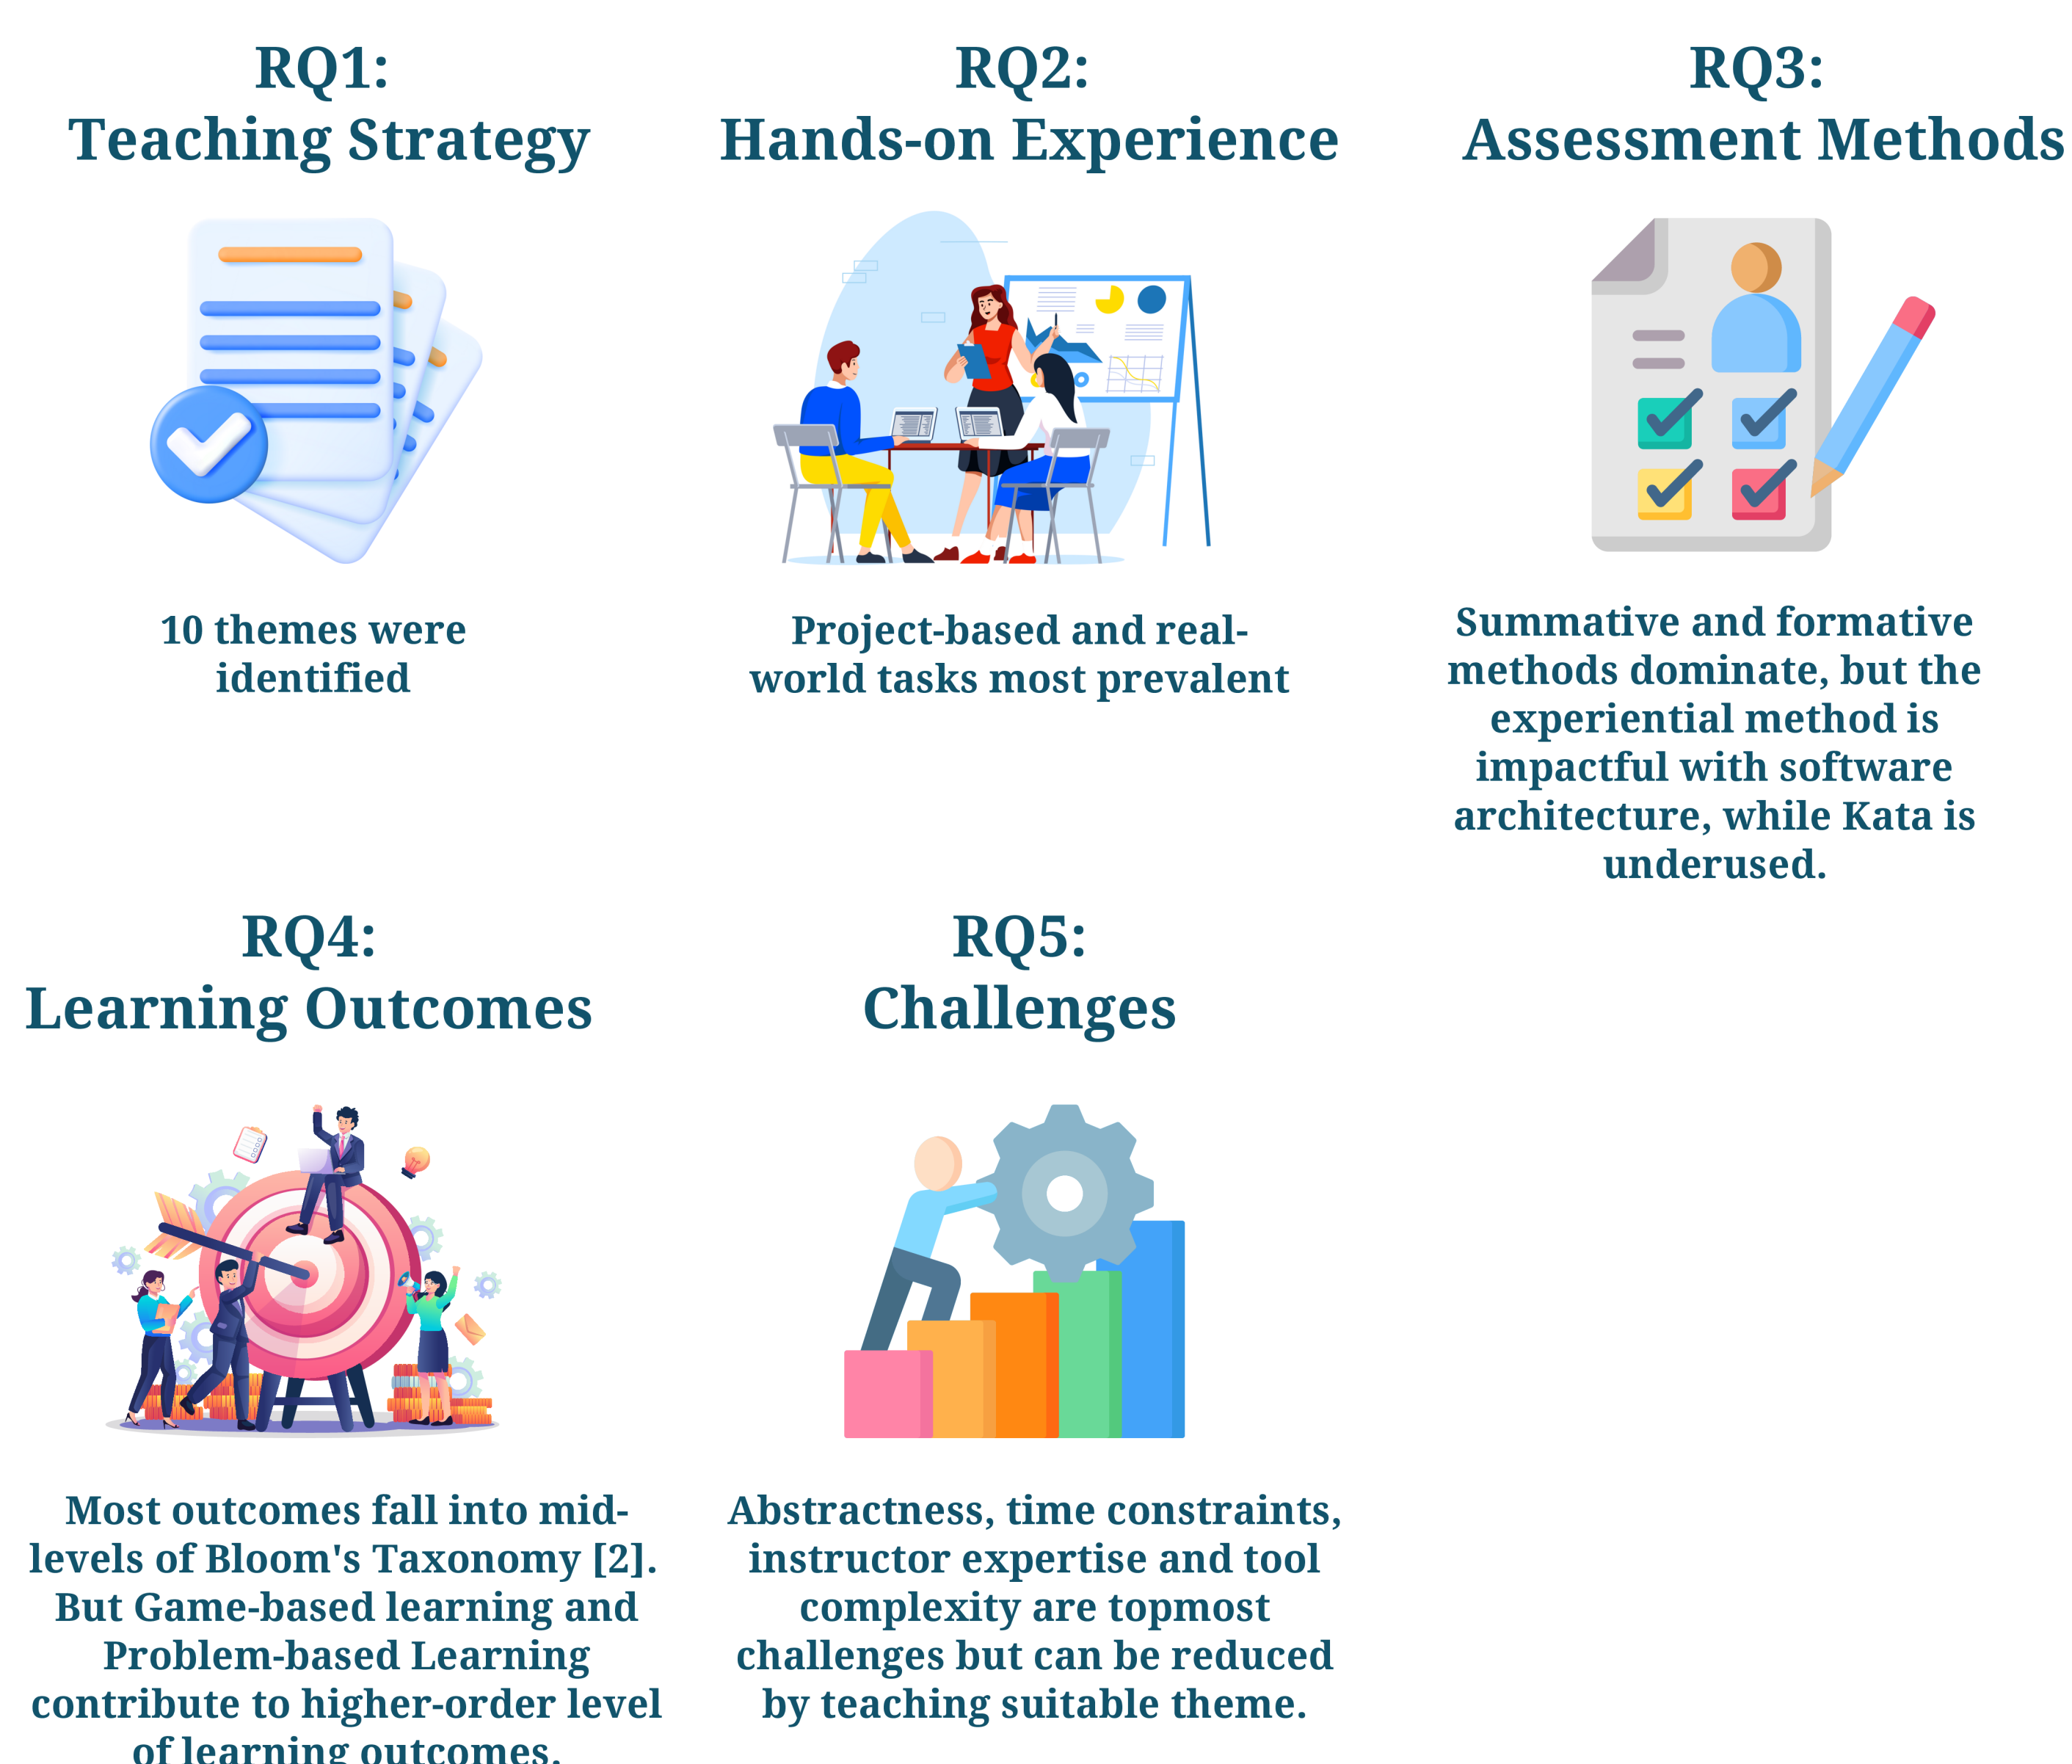 RQ1:
Teaching Strategy
10 themes were
identified
RQ2:
Hands-on Experience
Project-based and real-
world tasks most prevalent
RQ3:
Assessment Methods
Summative and formative
methods dominate, but the
experiential method is
impactful with software
architecture, while Kata is
underused.
RQ4:
Learning Outcomes
Most outcomes fall into mid-
levels of Bloom's Taxonomy [2].
But Game-based learning and
Problem-based Learning
contribute to higher-order level
of learning outcomes.
RQ5:
Challenges
Abstractness, time constraints,
instructor expertise and tool
complexity are topmost
challenges but can be reduced
by teaching suitable theme.